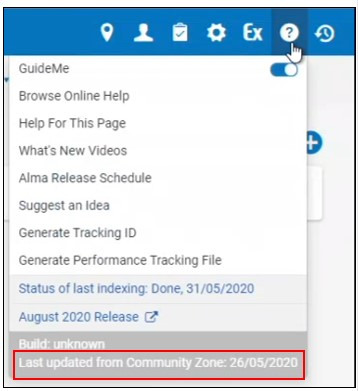 Ex
?
GuideMe
Browse Online Help
Help For This Page
What's New Videos
Alma Release Schedule
Suggest an Idea
Generate Tracking ID
Generate Performance Tracking File
Status of last indexing: Done, 31/05/2020
August 2020 Release
Build: unknown
Last updated from Community Zone: 26/05/2020